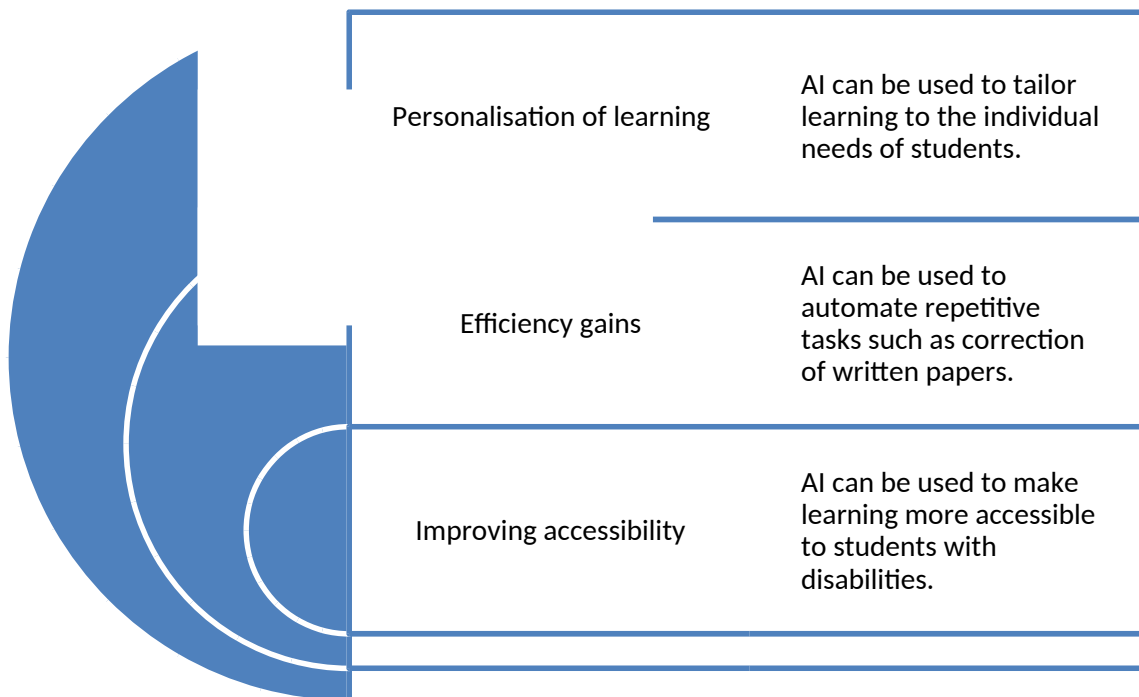 Personalisation of learning
AI can be used to tailor
learning to the individual
needs of students.
Efficiency gains
AI can be used to
automate repetitive
tasks such as correction
of written papers.
Improving accessibility
AI can be used to make
learning more accessible
to students with
disabilities.